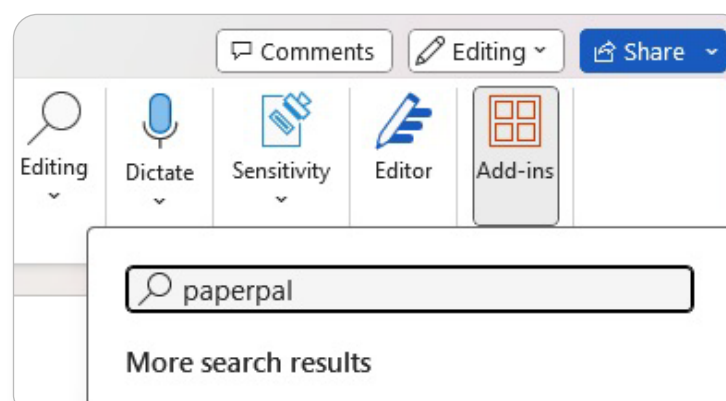 Comments Editing Share
Editing Dictate Sensitivity Editor Add-ins
paperpal
More search results